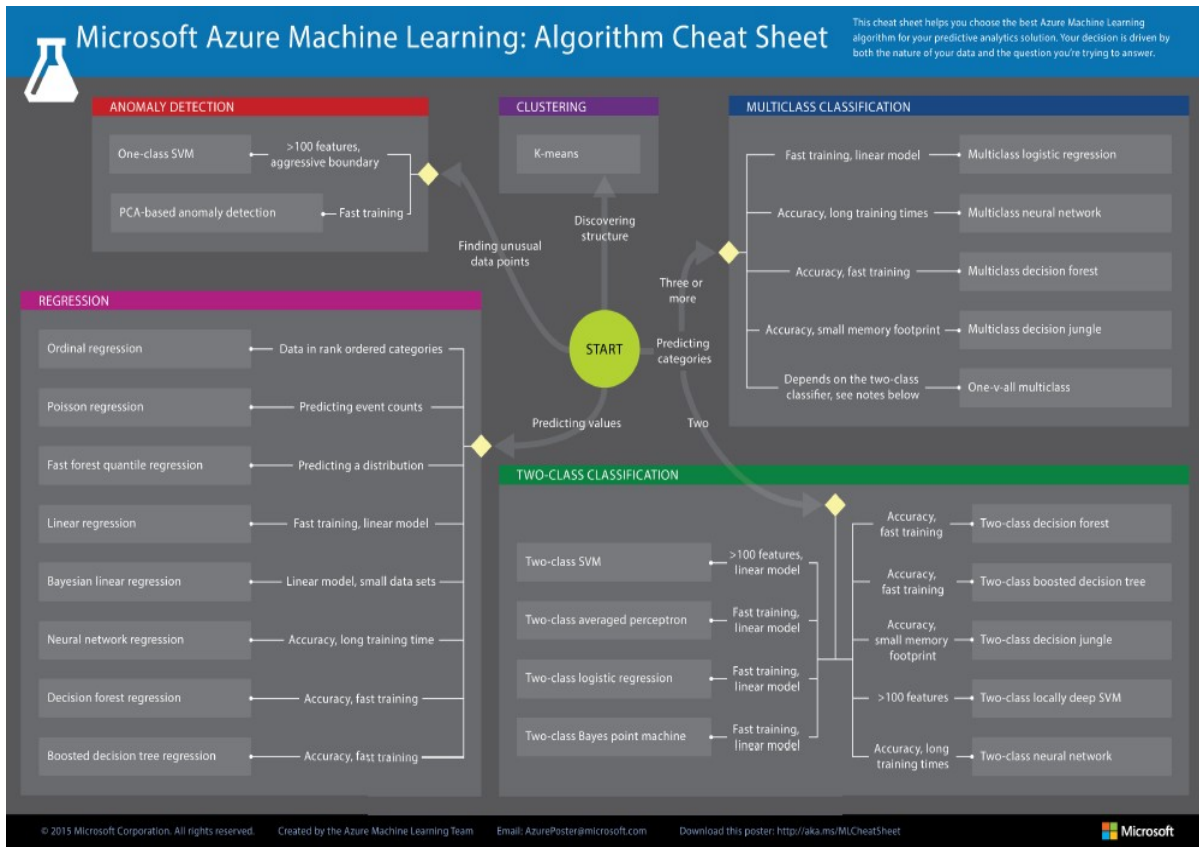 Microsoft Azure Machine Learning: Algorithm Cheat Sheet
This cheat sheet helps you choose the best Azure Machine Learning
algorithm for your predictive analytics solution. Your decision is driven by
both the nature of your data and the question you're trying to answer.
ANOMALY DETECTION
One-class SVM
>100 features,
aggressive boundary
PCA-based anomaly detection
Fast training
CLUSTERING
K-means
MULTICLASS CLASSIFICATION
Fast training, linear model
Multiclass logistic regression
Accuracy, long training times
Multiclass neural network
Accuracy, fast training
Multiclass decision forest
Accuracy, small memory footprint
Multiclass decision jungle
Depends on the two-class
classifier, see notes below
One-v-all multiclass
Finding unusual
data points
Discovering
structure
Three or
more
START
Predicting
categories
Predicting values
Two
REGRESSION
Ordinal regression
Data in rank ordered categories
Poisson regression
Predicting event counts
Fast forest quantile regression
Predicting a distribution
Linear regression
Fast training, linear model
Bayesian linear regression
Linear model, small data sets
Neural network regression
Accuracy, long training time
Decision forest regression
Accuracy, fast training
Boosted decision tree regression
Accuracy, fast training
TWO-CLASS CLASSIFICATION
Two-class SVM
>100 features,
linear model
Two-class averaged perceptron
Fast training,
linear model
Two-class logistic regression
Fast training,
linear model
Two-class Bayes point machine
Fast training,
linear model
Accuracy,
fast training
Two-class decision forest
Accuracy,
fast training
Two-class boosted decision tree
Accuracy,
small memory
footprint
Two-class decision jungle
>100 features
Two-class locally deep SVM
Accuracy, long
training times
Two-class neural network
© 2015 Microsoft Corporation. All rights reserved.
Created by the Azure Machine Learning Team
Email: AzurePoster@microsoft.com
Download this poster: http://aka.ms/MLCheatSheet
Microsoft